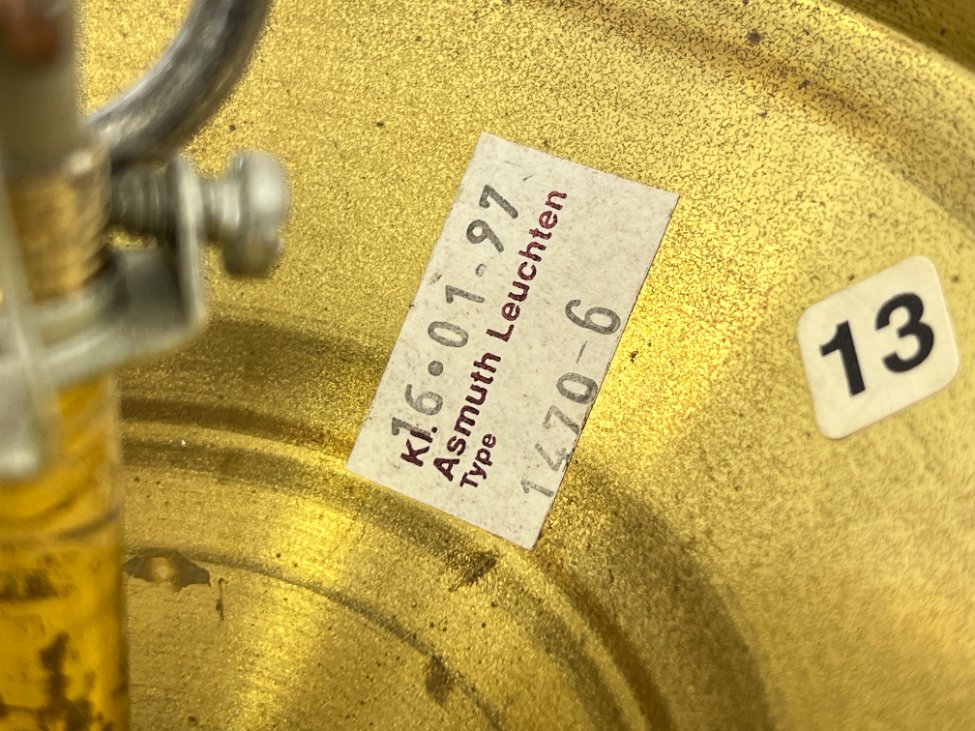 16.01.97
Kl.
Asmuth Leuchten
Type
1470-6
13